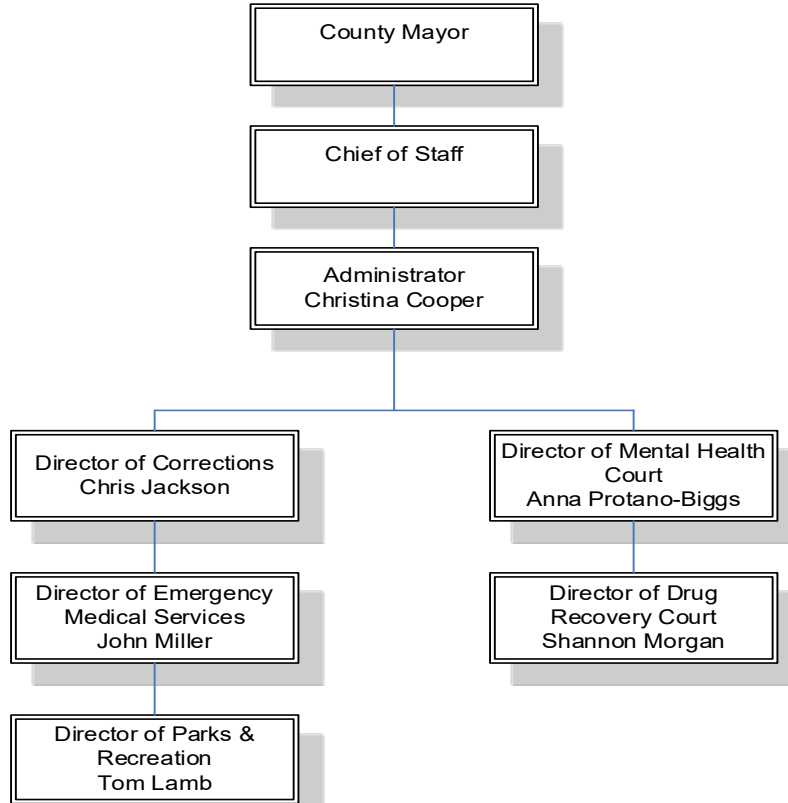 County Mayor
Chief of Staff
Administrator
Christina Cooper
Director of Corrections
Chris Jackson
Director of Mental Health
Court
Anna Protano-Biggs
Director of Emergency
Medical Services
John Miller
Director of Drug
Recovery Court
Shannon Morgan
Director of Parks &
Recreation
Tom Lamb